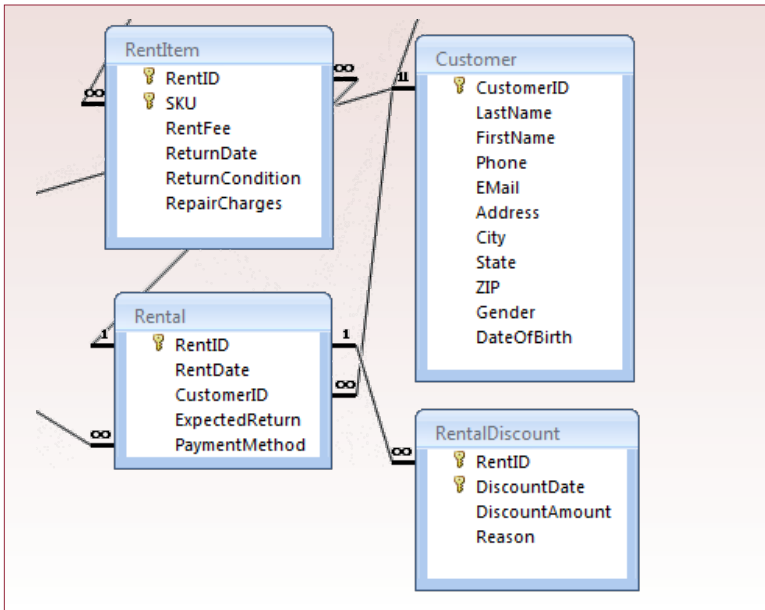 RentItem
RentID
SKU
RentFee
ReturnDate
ReturnCondition
RepairCharges
∞
∞
Customer
CustomerID
LastName
FirstName
Phone
EMail
Address
City
State
ZIP
Gender
DateOfBirth
Rental
RentID
RentDate
CustomerID
ExpectedReturn
PaymentMethod
1
∞
1
∞
RentalDiscount
RentID
DiscountDate
DiscountAmount
Reason
∞